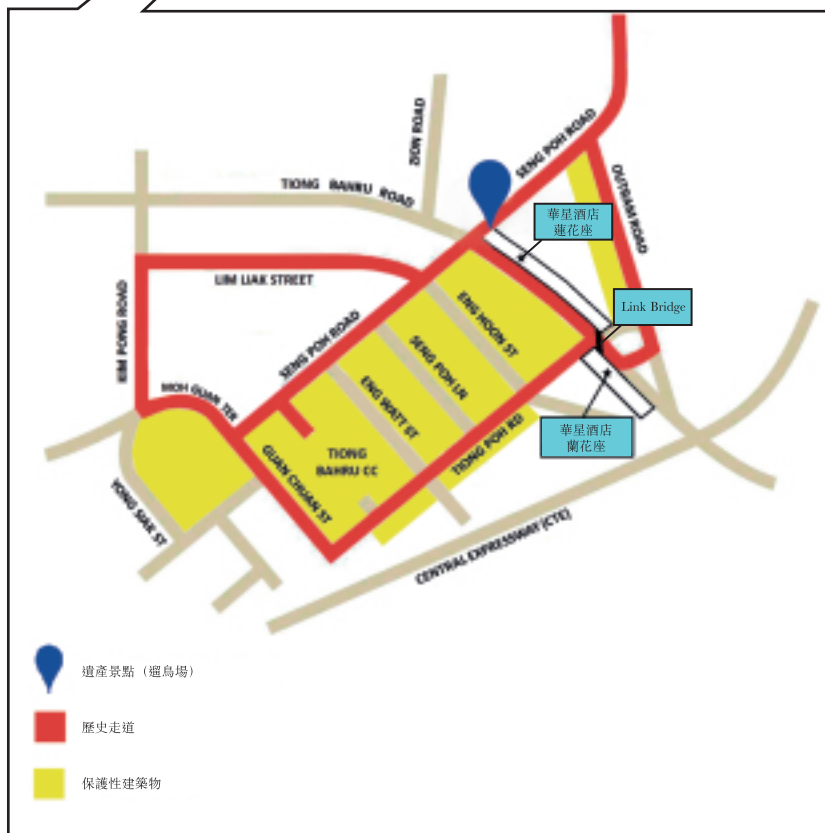 ZION ROAD
SENG POH ROAD
TIONG BAHRU ROAD
OUTRAM ROAD
華星酒店
蓮花座
Link Bridge
LIM LIAK STREET
KIM PONG ROAD
SENG POH ROAD
ENG HOON ST
SENG POH LN
ENG WATT ST
MOH GUAN TER
華星酒店
蘭花座
TIONG POH RD
TIONG
BAHRU CC
GUAN CHUAN ST
YONG SIAK ST
CENTRAL EXPRESSWAY (CTE)
遺產景點（遛鳥場）
歷史走道
保護性建築物